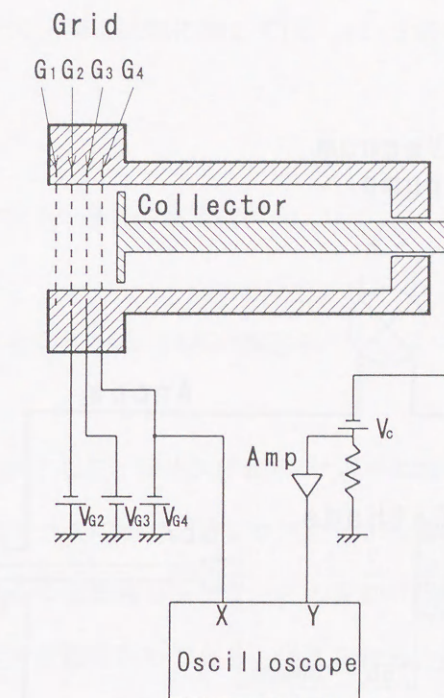 Grid
G1 G2 G3 G4
Collector
Amp
Vc
VG2 VG3 VG4
X Y
Oscilloscope